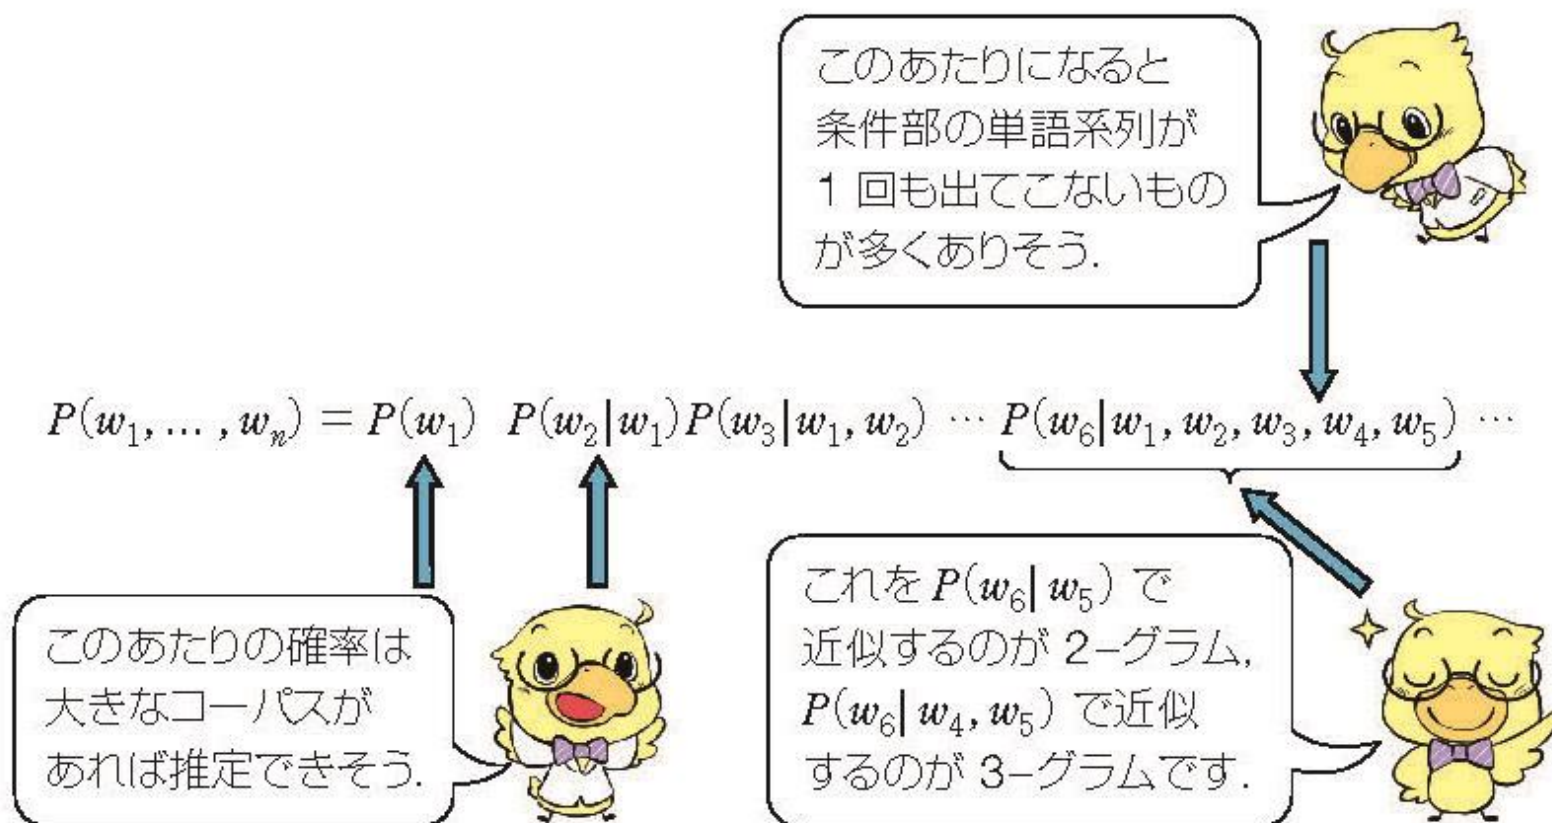 このあたりになると
条件部の単語系列が
1 回も出てこないもの
が多くありそう.
P(w₁, … , wₙ) = P(w₁) P(w₂|w₁)P(w₃|w₁, w₂) … P(w₆|w₁, w₂, w₃, w₄, w₅) …
このあたりの確率は
大きなコーパスが
あれば推定できそう.
これを P(w₆| w₅) で
近似するのが 2−グラム,
P(w₆| w₄, w₅) で近似
するのが 3−グラムです.